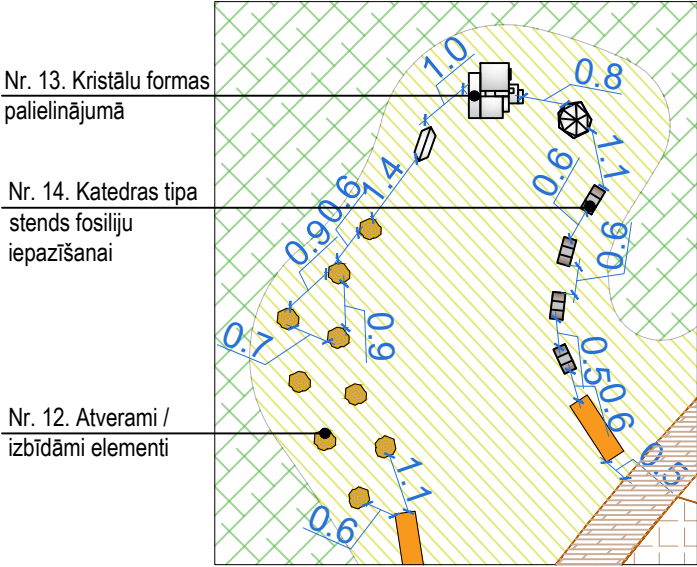 1.0
0.8
Nr. 13. Kristālu formas
palielinājumā
1.1
0.6
1.4
Nr. 14. Katedras tipa
stends fosiliju
iepazīšanai
0.6
0.9
0.9
0.7
0.9
0.5
0.6
Nr. 12. Atverami /
izbīdāmi elementi
0.5
1.1
0.6